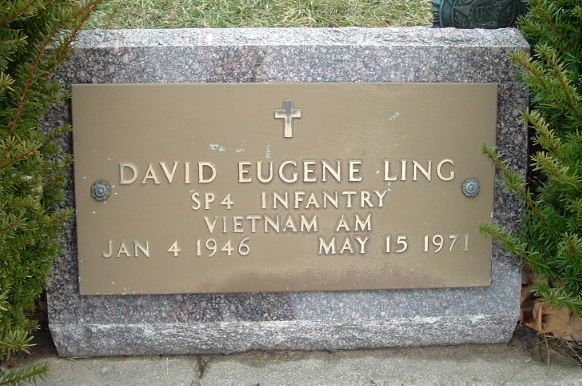 DAVID EUGENE LING
SP4 INFANTRY
VIETNAM AM
JAN 4 1946 MAY 15 1971